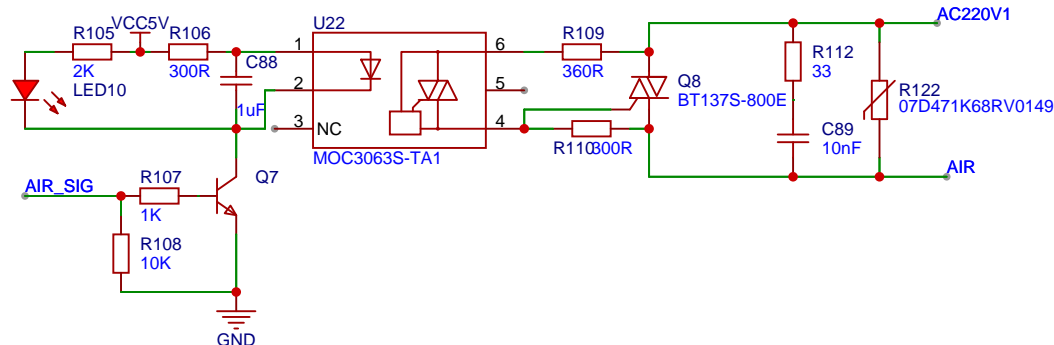 AC220V1
VCC5V
U22
R105
R106
R109
R112
33
2K
300R
C88
1
6
360R
Q8
LED10
2
5
BT137S-800E
R122
07D471K68RV0149
1uF
3
NC
4
C89
10nF
R110
300R
MOC3063S-TA1
AIR
AIR_SIG
R107
Q7
1K
R108
10K
GND